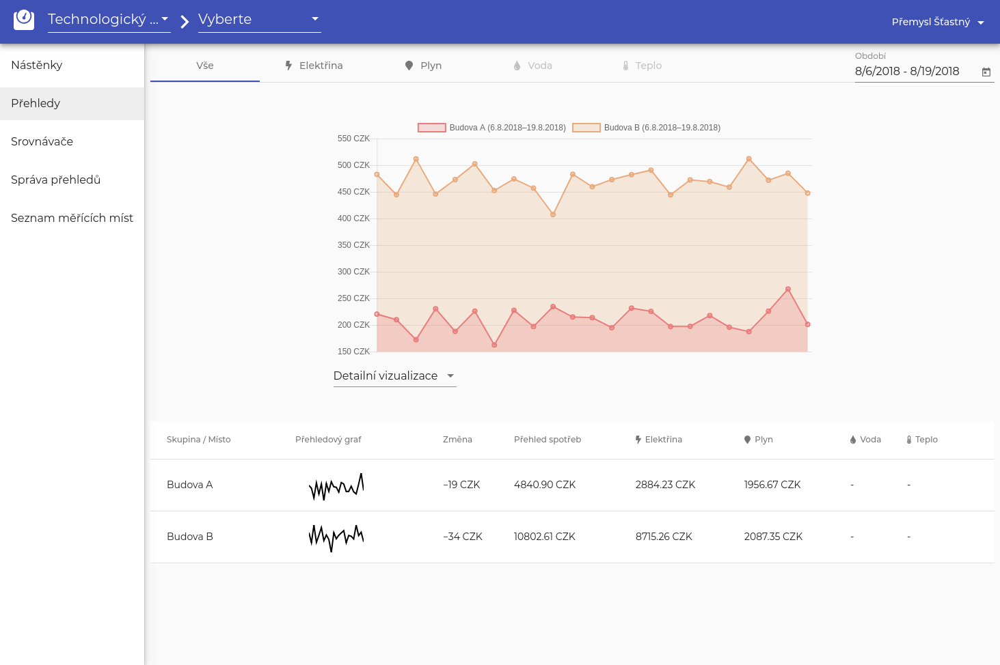 Technologický ... Vyberte Přemysl Šťastný
Nástěnky
Přehledy
Srovnávače
Správa přehledů
Seznam měřících míst
Vše Elektřina Plyn Voda Teplo
Období
8/6/2018 - 8/19/2018
Budova A (6.8.2018–19.8.2018) Budova B (6.8.2018–19.8.2018)
550 CZK
500 CZK
450 CZK
400 CZK
350 CZK
300 CZK
250 CZK
200 CZK
150 CZK
Detailní vizualizace
Skupina / Místo Přehledový graf Změna Přehled spotřeb Elektřina Plyn Voda Teplo
Budova A −19 CZK 4840.90 CZK 2884.23 CZK 1956.67 CZK - -
Budova B −34 CZK 10802.61 CZK 8715.26 CZK 2087.35 CZK - -